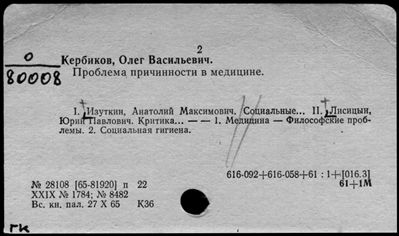 2
О
80008
Кербиков, Олег Васильевич.
Проблема причинности в медицине.
I. Изуткин, Анатолий Максимович. Социальные... II. Лисицын,
Юрий Павлович. Критика... — — 1. Медицина — Философские проб-
лемы. 2. Социальная гигиена.
616-092+616-058+61 : 1+[016.3]
№ 28108 [65-81920] п 22
61+1М
XXIX № 1784; № 8482
Вс. кн. пал. 27 X 65 К36
гк